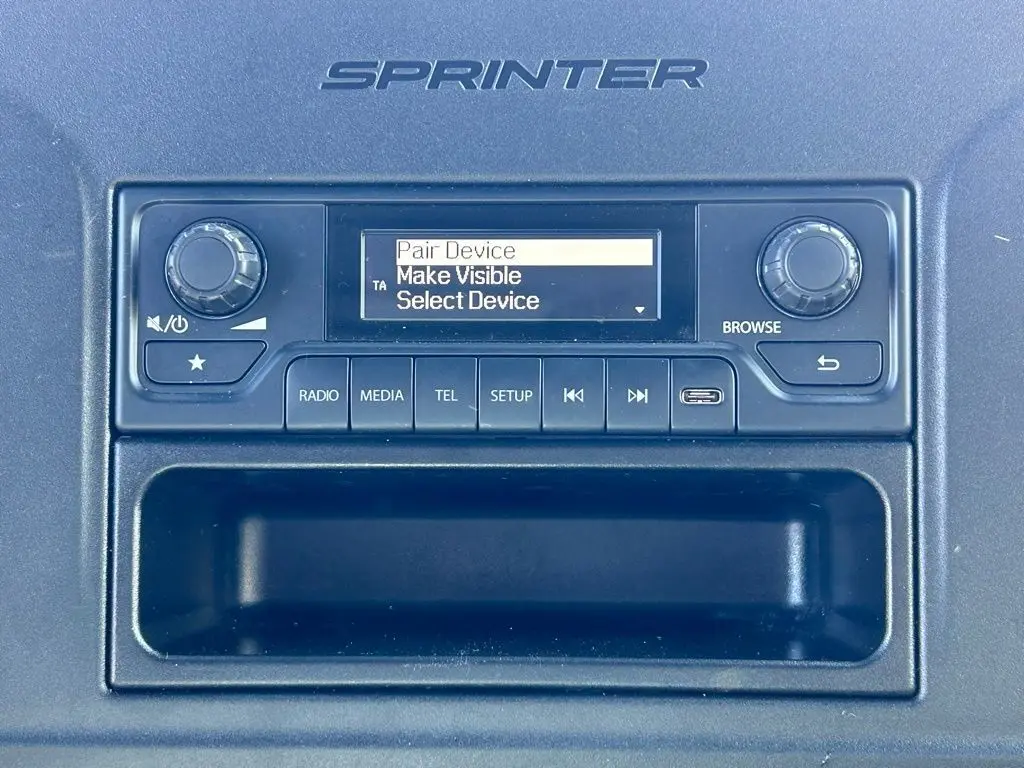 SPRINTER
Pair Device
TA Make Visible
Select Device
BROWSE
RADIO MEDIA TEL SETUP